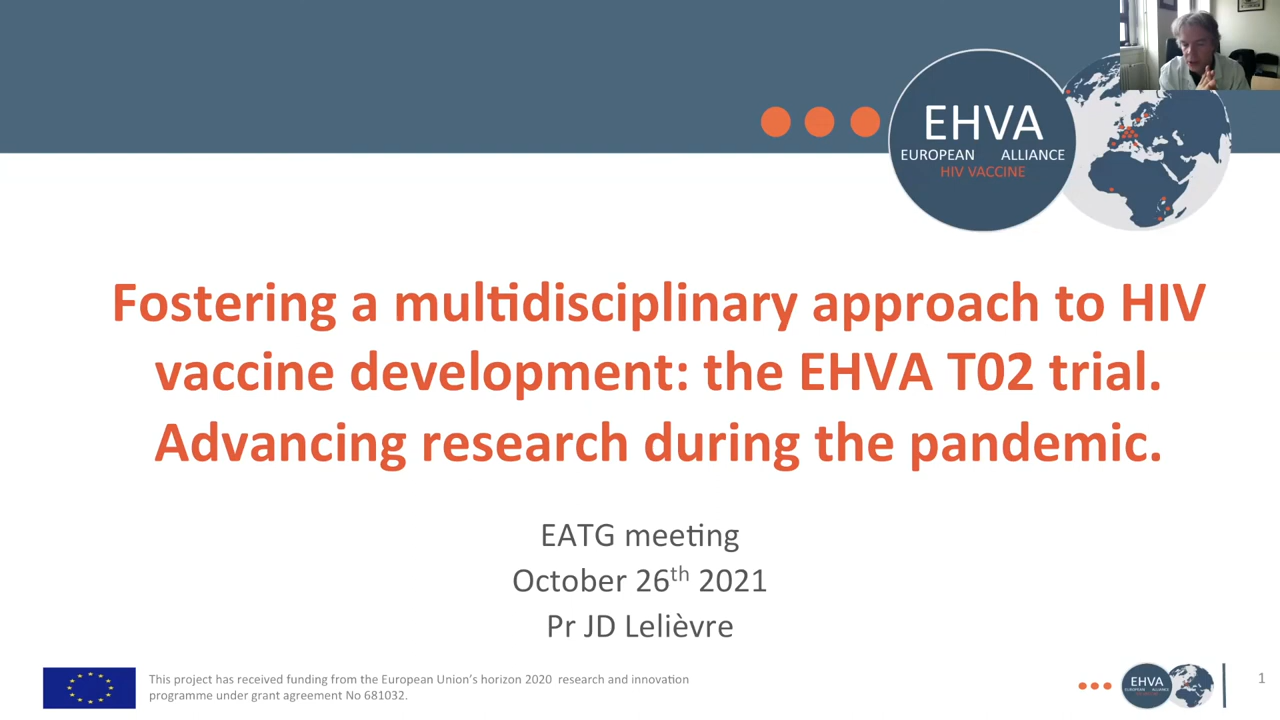 EHVA
EUROPEAN ALLIANCE
HIV VACCINE
Fostering a multidisciplinary approach to HIV
vaccine development: the EHVA T02 trial.
Advancing research during the pandemic.
EATG meeting
October 26th 2021
Pr JD Lelièvre
This project has received funding from the European Union's horizon 2020 research and innovation
programme under grant agreement No 681032.
EHVA
EUROPEAN ALLIANCE
1